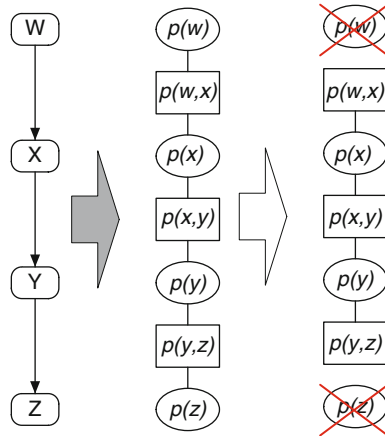 W
X
Y
Z
p(w)
p(w,x)
p(x)
p(x,y)
p(y)
p(y,z)
p(z)
p(w)
p(w,x)
p(x)
p(x,y)
p(y)
p(y,z)
p(z)